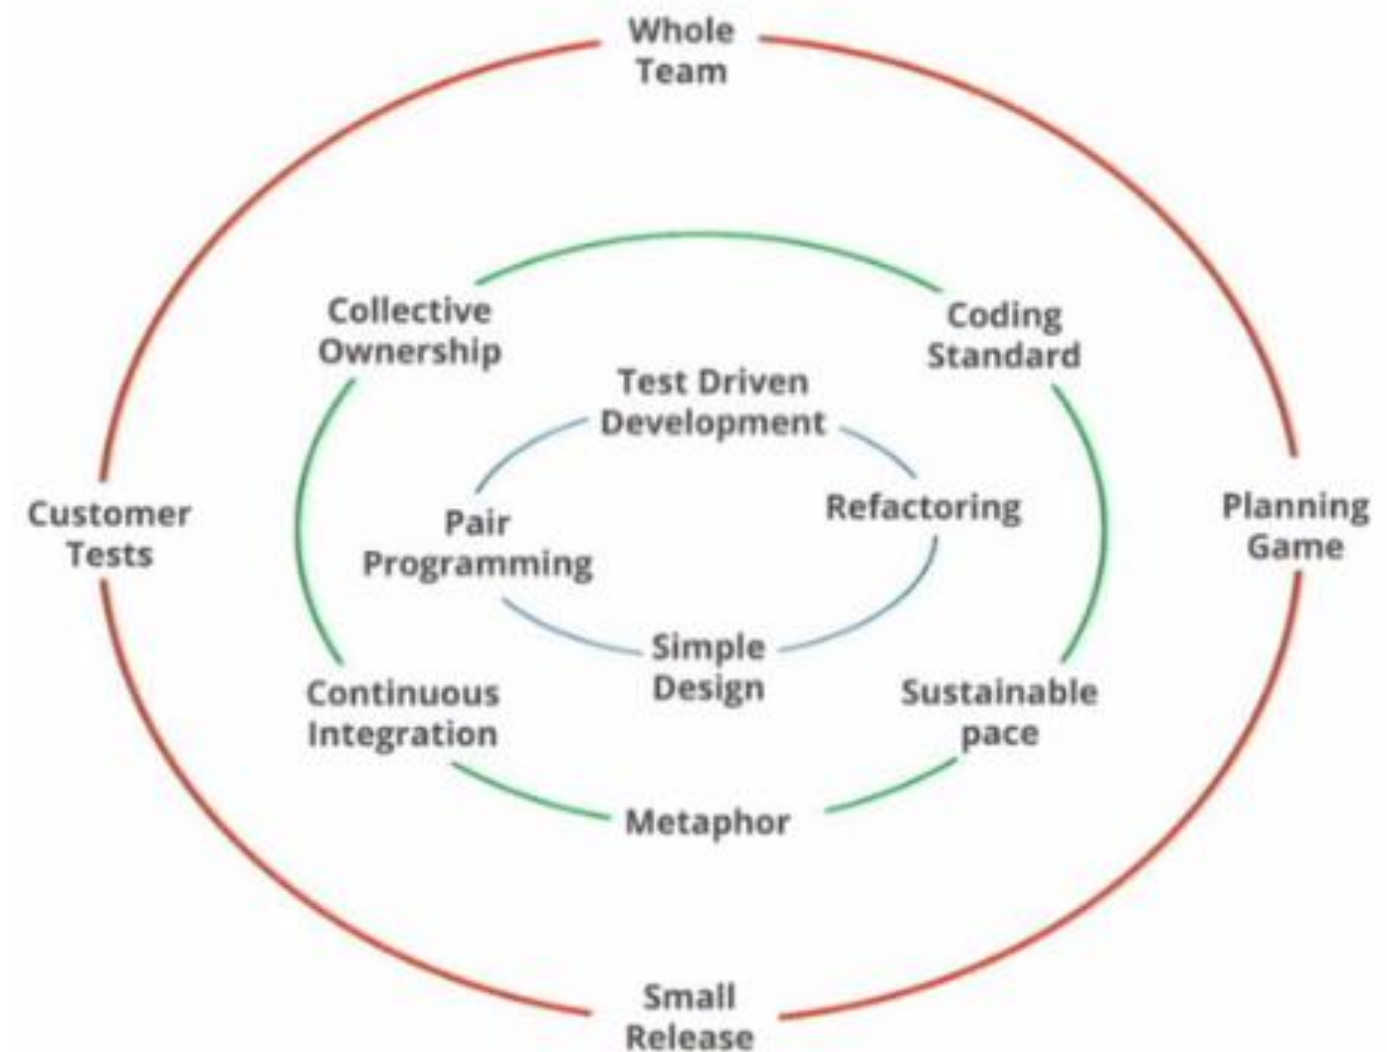 Whole
Team
Collective
Ownership
Coding
Standard
Test Driven
Development
Customer
Tests
Pair
Programming
Refactoring
Planning
Game
Simple
Design
Continuous
Integration
Sustainable
pace
Metaphor
Small
Release